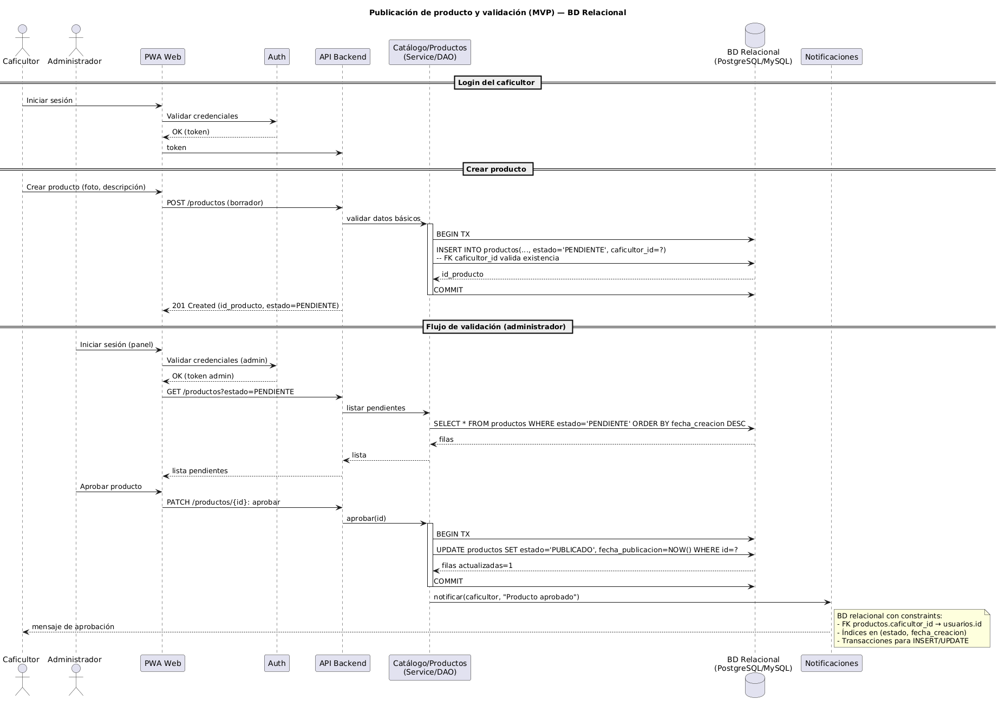 Publicación de producto y validación (MVP) — BD Relacional
Caficultor
Administrador
PWA Web
Auth
API Backend
Catálogo/Productos
(Service/DAO)
BD Relacional
(PostgreSQL/MySQL)
Notificaciones
Login del caficultor
Iniciar sesión
Validar credenciales
OK (token)
token
Crear producto
Crear producto (foto, descripción)
POST /productos (borrador)
validar datos básicos
BEGIN TX
INSERT INTO productos(..., estado='PENDIENTE', caficultor_id=?)
-- FK caficultor_id valida existencia
id_producto
COMMIT
201 Created (id_producto, estado=PENDIENTE)
Flujo de validación (administrador)
Iniciar sesión (panel)
Validar credenciales (admin)
OK (token admin)
GET /productos?estado=PENDIENTE
listar pendientes
SELECT * FROM productos WHERE estado='PENDIENTE' ORDER BY fecha_creacion DESC
filas
lista
lista pendientes
Aprobar producto
PATCH /productos/{id}: aprobar
aprobar(id)
BEGIN TX
UPDATE productos SET estado='PUBLICADO', fecha_publicacion=NOW() WHERE id=?
filas actualizadas=1
COMMIT
notificar(caficultor, "Producto aprobado")
mensaje de aprobación
BD relacional con constraints:
- FK productos.caficultor_id → usuarios.id
- Índices en (estado, fecha_creacion)
- Transacciones para INSERT/UPDATE
Caficultor
Administrador
PWA Web
Auth
API Backend
Catálogo/Productos
(Service/DAO)
BD Relacional
(PostgreSQL/MySQL)
Notificaciones